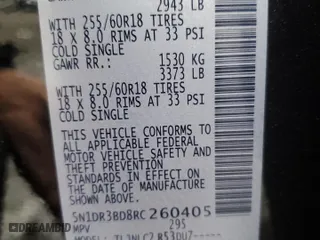 2943 LB
WITH 255/60R18 TIRES
18 X 8.0 RIMS AT 33 PSI
COLD SINGLE
GAWR RR.: 1530 KG
3373 LB
WITH 255/60R18 TIRES
18 X 8.0 RIMS AT 33 PSI
COLD SINGLE
THIS VEHICLE CONFORMS TO
ALL APPLICABLE FEDERAL
MOTOR VEHICLE SAFETY
AND THEFT PREVENTION
STANDARDS IN EFFECT ON
THE DATE OF MANUFACTURE
SHOWN ABOVE.
5N1DR3BD8RC260405
MPV 295